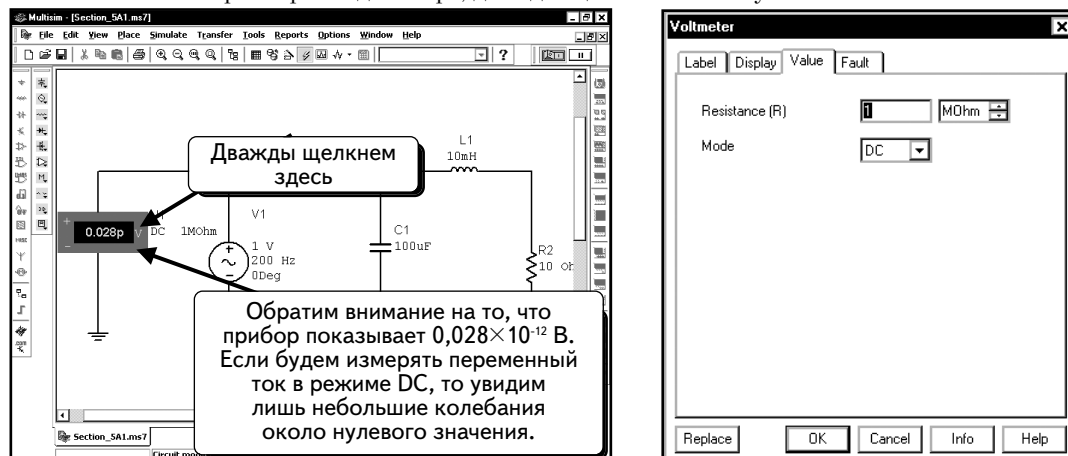 Multisim - [Section_5A1.ms7]
File Edit View Place Simulate Transfer Tools Reports Options Window Help
?
L1
10mH
Дважды щелкнем
здесь
V1
0.028p V DC 1MOhm
C1
100uF
1 V
200 Hz
0Deg
R2
10 Oh
Обратим внимание на то, что
прибор показывает 0,028×10⁻¹² В.
Если будем измерять переменный
ток в режиме DC, то увидим
лишь небольшие колебания
около нулевого значения.
Section_5A1.ms7
Voltmeter
Label Display Value Fault
Resistance (R) 1 MOhm
Mode DC
Replace OK Cancel Info Help